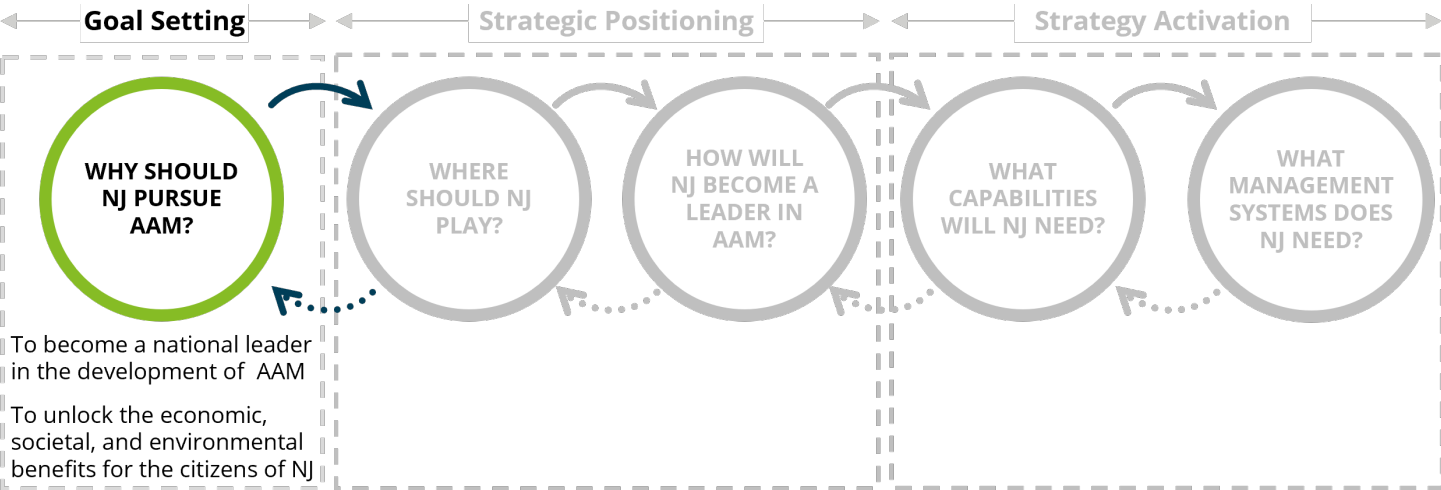 Goal Setting
Strategic Positioning
Strategy Activation
WHY SHOULD
NJ PURSUE
AAM?
WHERE
SHOULD NJ
PLAY?
HOW WILL
NJ BECOME A
LEADER IN
AAM?
WHAT
CAPABILITIES
WILL NJ NEED?
WHAT
MANAGEMENT
SYSTEMS DOES
NJ NEED?
To become a national leader
in the development of  AAM
To unlock the economic,
societal, and environmental
benefits for the citizens of NJ